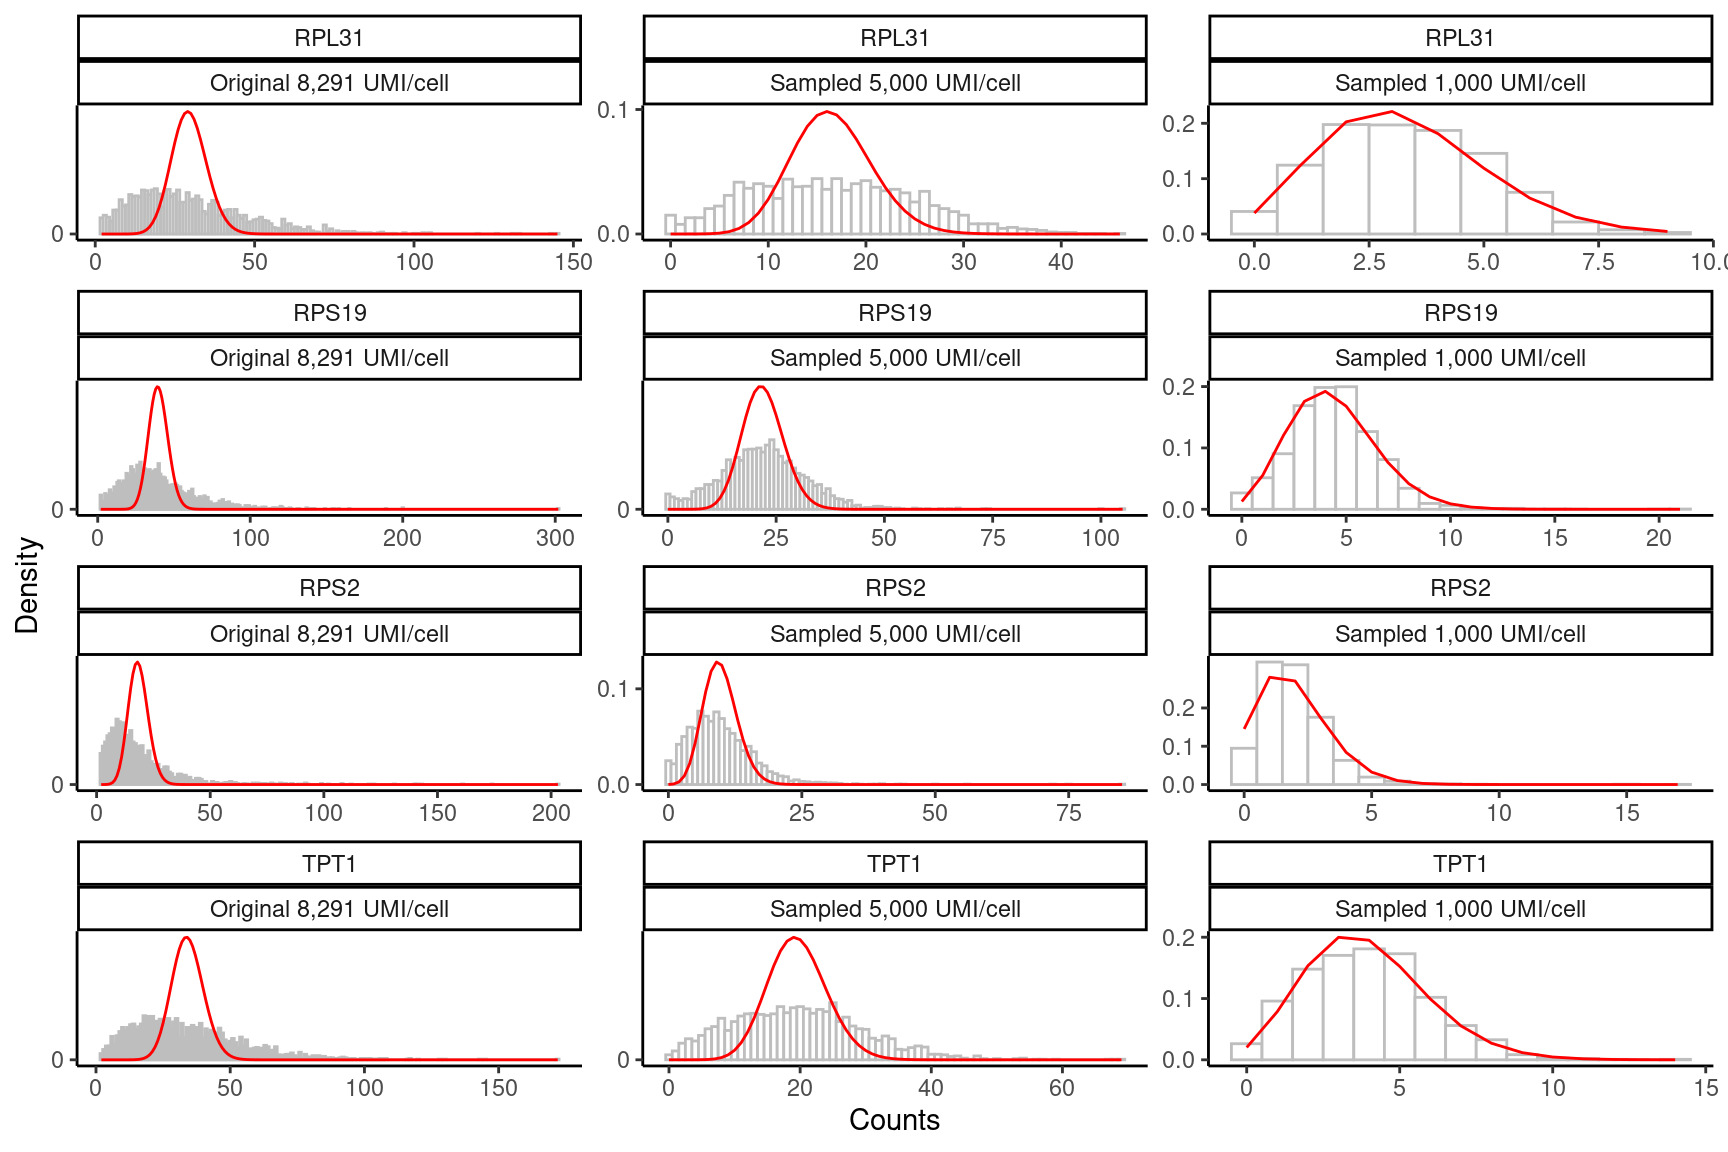 RPL31 RPL31 RPL31
Original 8,291 UMI/cell Sampled 5,000 UMI/cell Sampled 1,000 UMI/cell
0
0 50 100 150
0.1
0.0
0 10 20 30 40
0.2
0.1
0.0
0.0 2.5 5.0 7.5 10.0
RPS19 RPS19 RPS19
Original 8,291 UMI/cell Sampled 5,000 UMI/cell Sampled 1,000 UMI/cell
0
0 100 200 300
0
0 25 50 75 100
0.2
0.1
0.0
0 5 10 15 20
Density
RPS2 RPS2 RPS2
Original 8,291 UMI/cell Sampled 5,000 UMI/cell Sampled 1,000 UMI/cell
0
0 50 100 150 200
0.1
0.0
0 25 50 75
0.2
0.1
0.0
0 5 10 15
TPT1 TPT1 TPT1
Original 8,291 UMI/cell Sampled 5,000 UMI/cell Sampled 1,000 UMI/cell
0
0 50 100 150
0
0 20 40 60
0.2
0.1
0.0
0 5 10 15
Counts